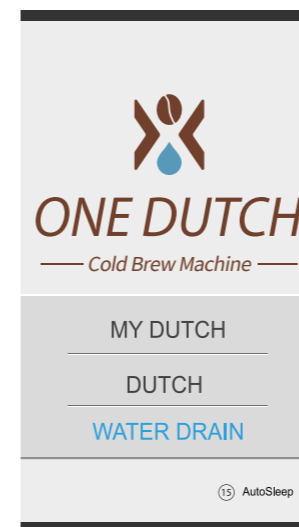 ONE DUTCH
Cold Brew Machine
MY DUTCH
DUTCH
WATER DRAIN
15 AutoSleep